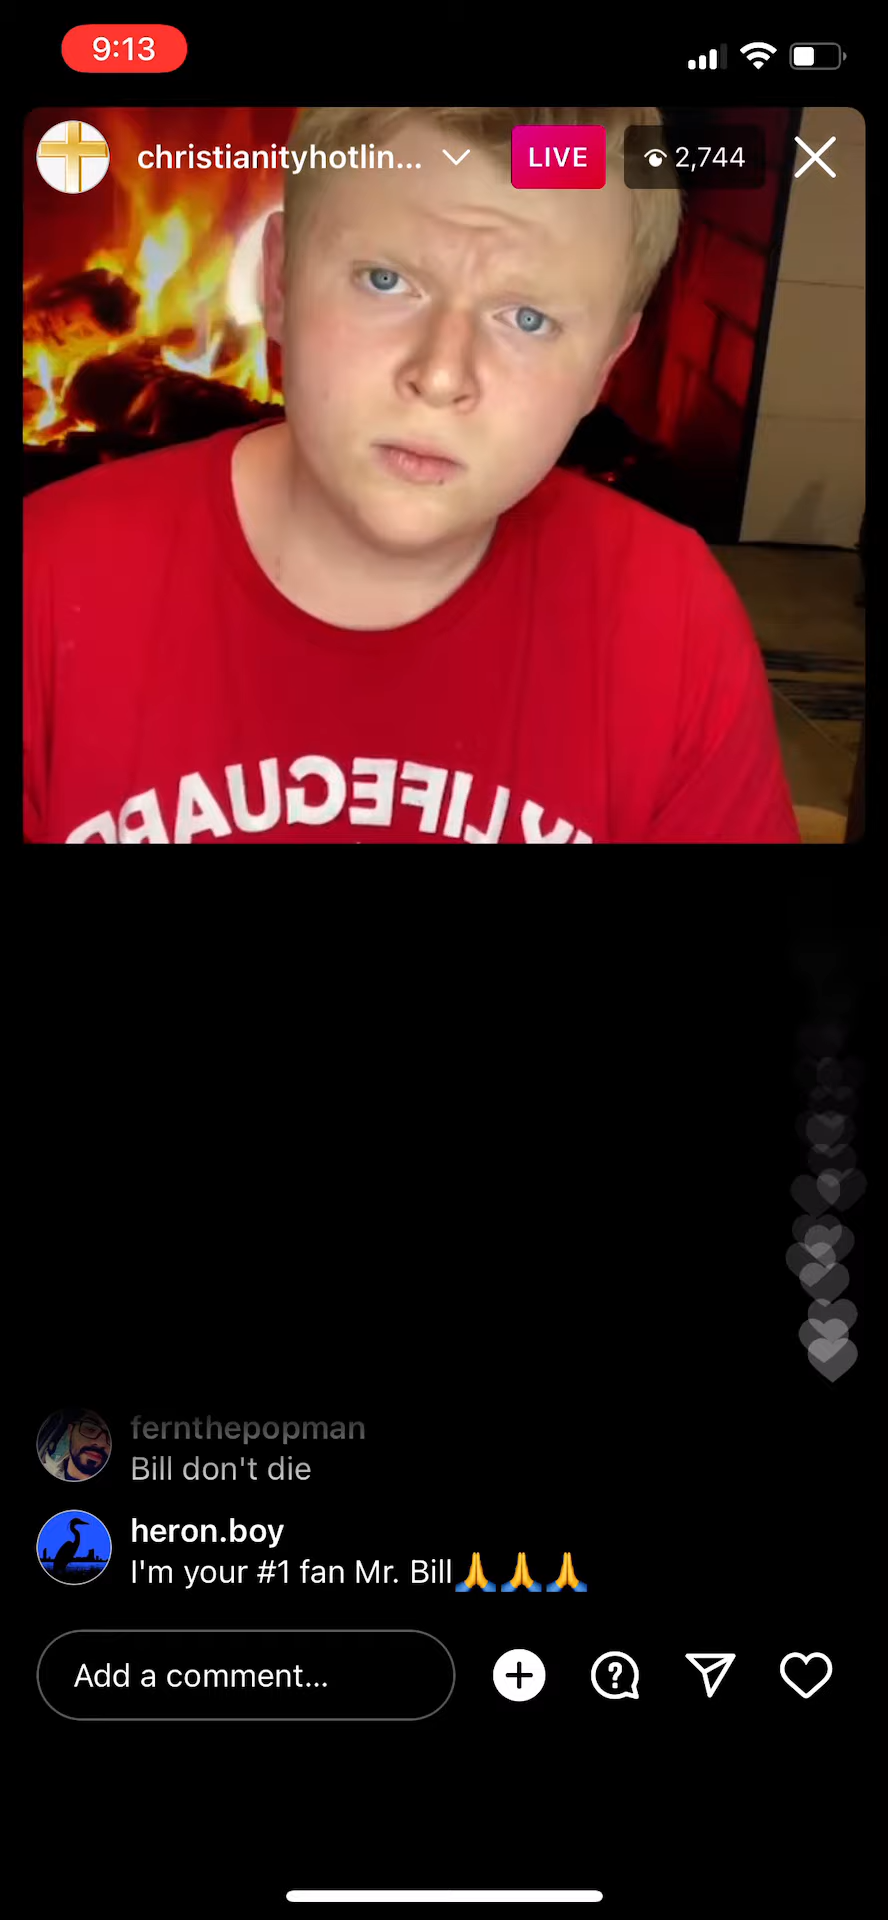 9:13
christianityhotlin...
LIVE
2,744
Y LIFEGUARD
fernthepopman
Bill don't die
heron.boy
I'm your #1 fan Mr. Bill🙏🙏🙏
Add a comment...